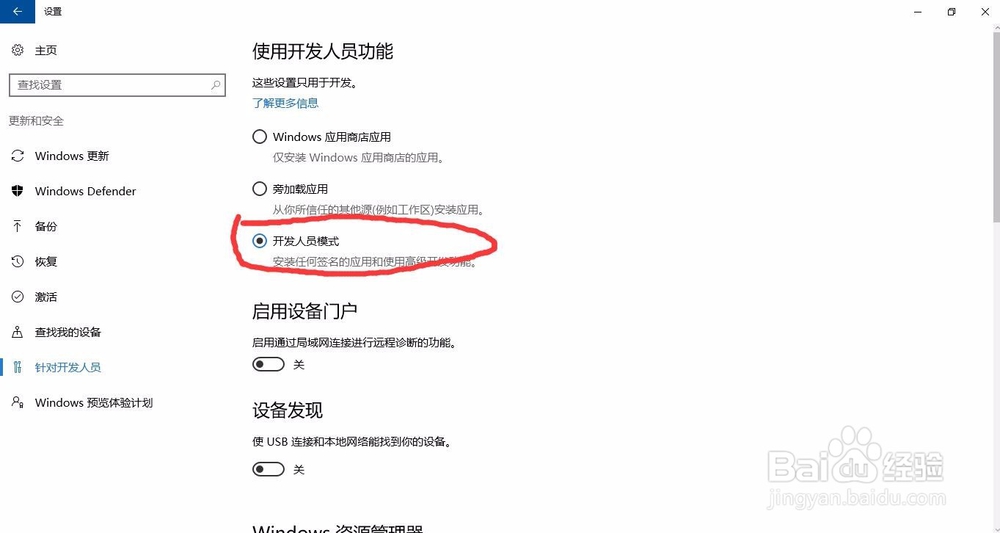 设置
主页
查找设置
更新和安全
Windows 更新
Windows Defender
备份
恢复
激活
查找我的设备
针对开发人员
Windows 预览体验计划
使用开发人员功能
这些设置只用于开发。
了解更多信息
Windows 应用商店应用
仅安装 Windows 应用商店的应用。
旁加载应用
从你所信任的其他源(例如工作区)安装应用。
开发人员模式
安装任何签名的应用和使用高级开发功能。
启用设备门户
启用通过局域网连接进行远程诊断的功能。
关
设备发现
使 USB 连接和本地网络能找到你的设备。
关
Windows 资源管理器
Baidu 经验
jingyan.baidu.com